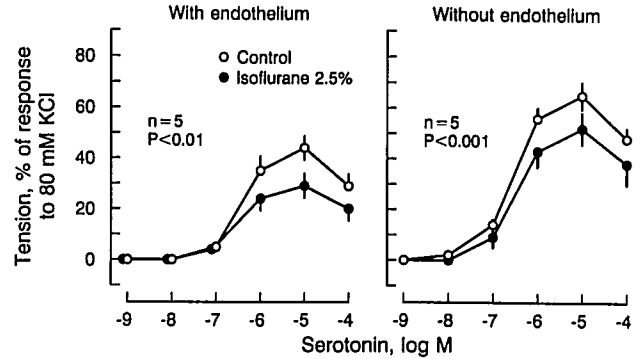 With endothelium
Without endothelium
Control
Isoflurane 2.5%
n=5
P<0.01
n=5
P<0.001
Tension, % of response
to 80 mM KCl
80
60
40
20
0
-9 -8 -7 -6 -5 -4
-9 -8 -7 -6 -5 -4
Serotonin, log M